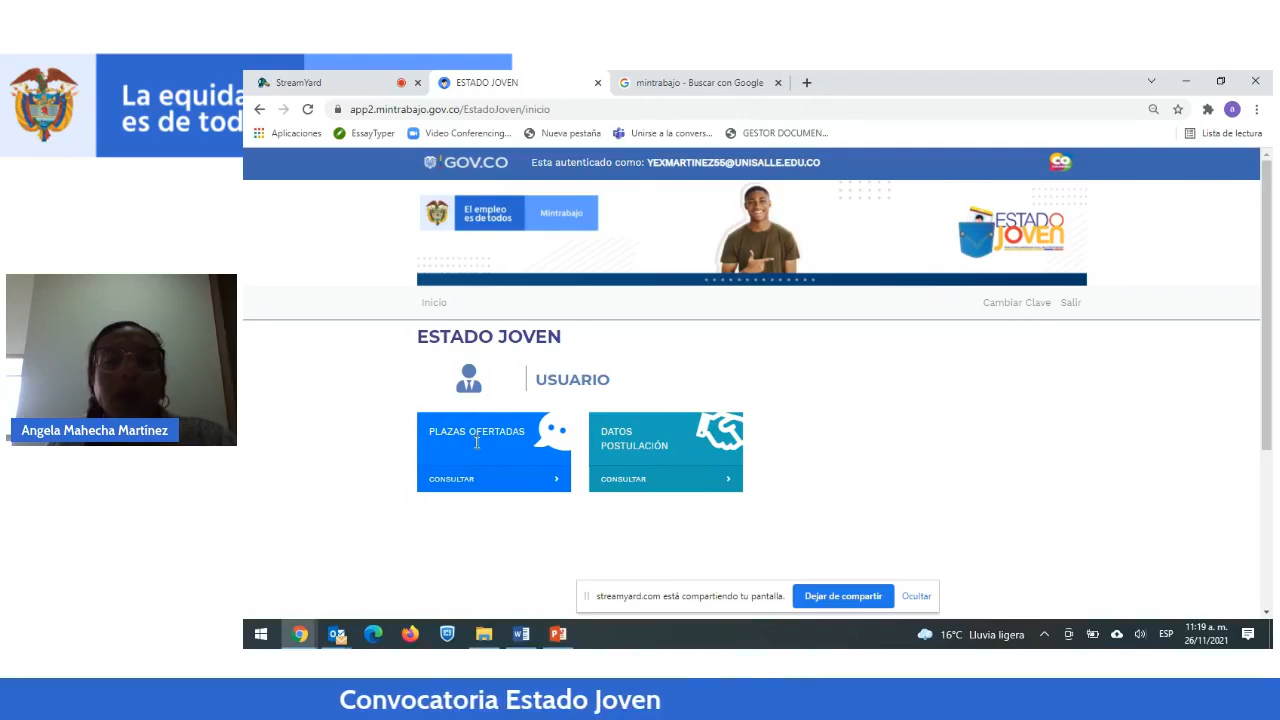 La equida
es de tod
StreamYard
ESTADO JOVEN
mintrabajo - Buscar con Google
app2.mintrabajo.gov.co/EstadoJoven/inicio
Aplicaciones
EssayTyper
Video Conferencing...
Nueva pestaña
Unirse a la convers...
GESTOR DOCUMEN...
Lista de lectura
GOV.CO
Esta autenticado como: YEXMARTINEZ55@UNISALLE.EDU.CO
El empleo
es de todos
Mintrabajo
ESTADO
JOVEN
Inicio
Cambiar Clave
Salir
ESTADO JOVEN
USUARIO
PLAZAS OFERTADAS
CONSULTAR
DATOS
POSTULACIÓN
CONSULTAR
Angela Mahecha Martínez
streamyard.com está compartiendo tu pantalla.
Dejar de compartir
Ocultar
16°C Lluvia ligera
ESP
11:19 a. m.
26/11/2021
Convocatoria Estado Joven